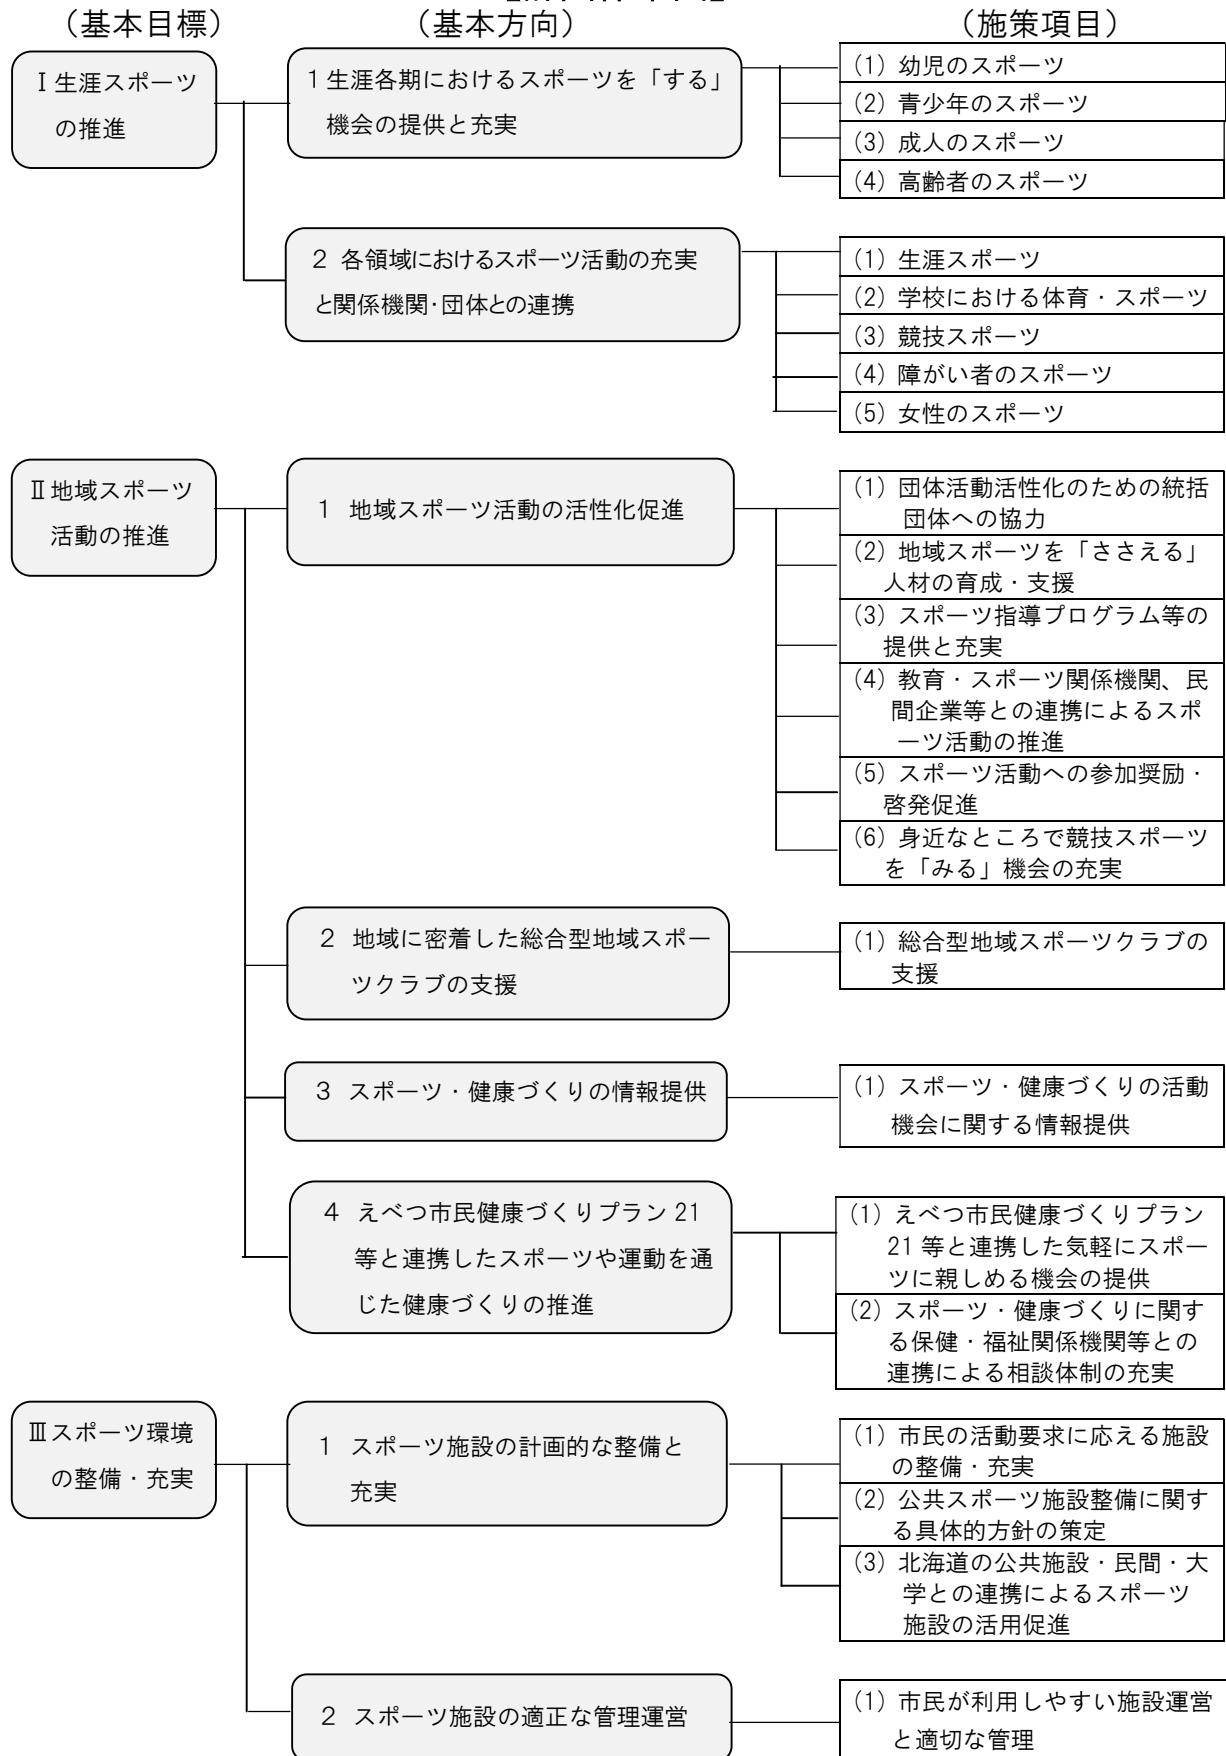 （基本目標）
（基本方向）
（施策項目）
Ⅰ生涯スポーツ
の推進
1 生涯各期におけるスポーツを「する」
機会の提供と充実
(1) 幼児のスポーツ
(2) 青少年のスポーツ
(3) 成人のスポーツ
(4) 高齢者のスポーツ
2 各領域におけるスポーツ活動の充実
と関係機関・団体との連携
(1) 生涯スポーツ
(2) 学校における体育・スポーツ
(3) 競技スポーツ
(4) 障がい者のスポーツ
(5) 女性のスポーツ
Ⅱ地域スポーツ
活動の推進
1 地域スポーツ活動の活性化促進
(1) 団体活動活性化のための統括
団体への協力
(2) 地域スポーツを「ささえる」
人材の育成・支援
(3) スポーツ指導プログラム等の
提供と充実
(4) 教育・スポーツ関係機関、民
間企業等との連携によるスポ
ーツ活動の推進
(5) スポーツ活動への参加奨励・
啓発促進
(6) 身近なところで競技スポーツ
を「みる」機会の充実
2 地域に密着した総合型地域スポー
ツクラブの支援
(1) 総合型地域スポーツクラブの
支援
3 スポーツ・健康づくりの情報提供
(1) スポーツ・健康づくりの活動
機会に関する情報提供
4 えべつ市民健康づくりプラン 21
等と連携したスポーツや運動を通
じた健康づくりの推進
(1) えべつ市民健康づくりプラン
21 等と連携した気軽にスポー
ツに親しめる機会の提供
(2) スポーツ・健康づくりに関す
る保健・福祉関係機関等との
連携による相談体制の充実
Ⅲスポーツ環境
の整備・充実
1 スポーツ施設の計画的な整備と
充実
(1) 市民の活動要求に応える施設
の整備・充実
(2) 公共スポーツ施設整備に関す
る具体的方針の策定
(3) 北海道の公共施設・民間・大
学との連携によるスポーツ
施設の活用促進
2 スポーツ施設の適正な管理運営
(1) 市民が利用しやすい施設運営
と適切な管理